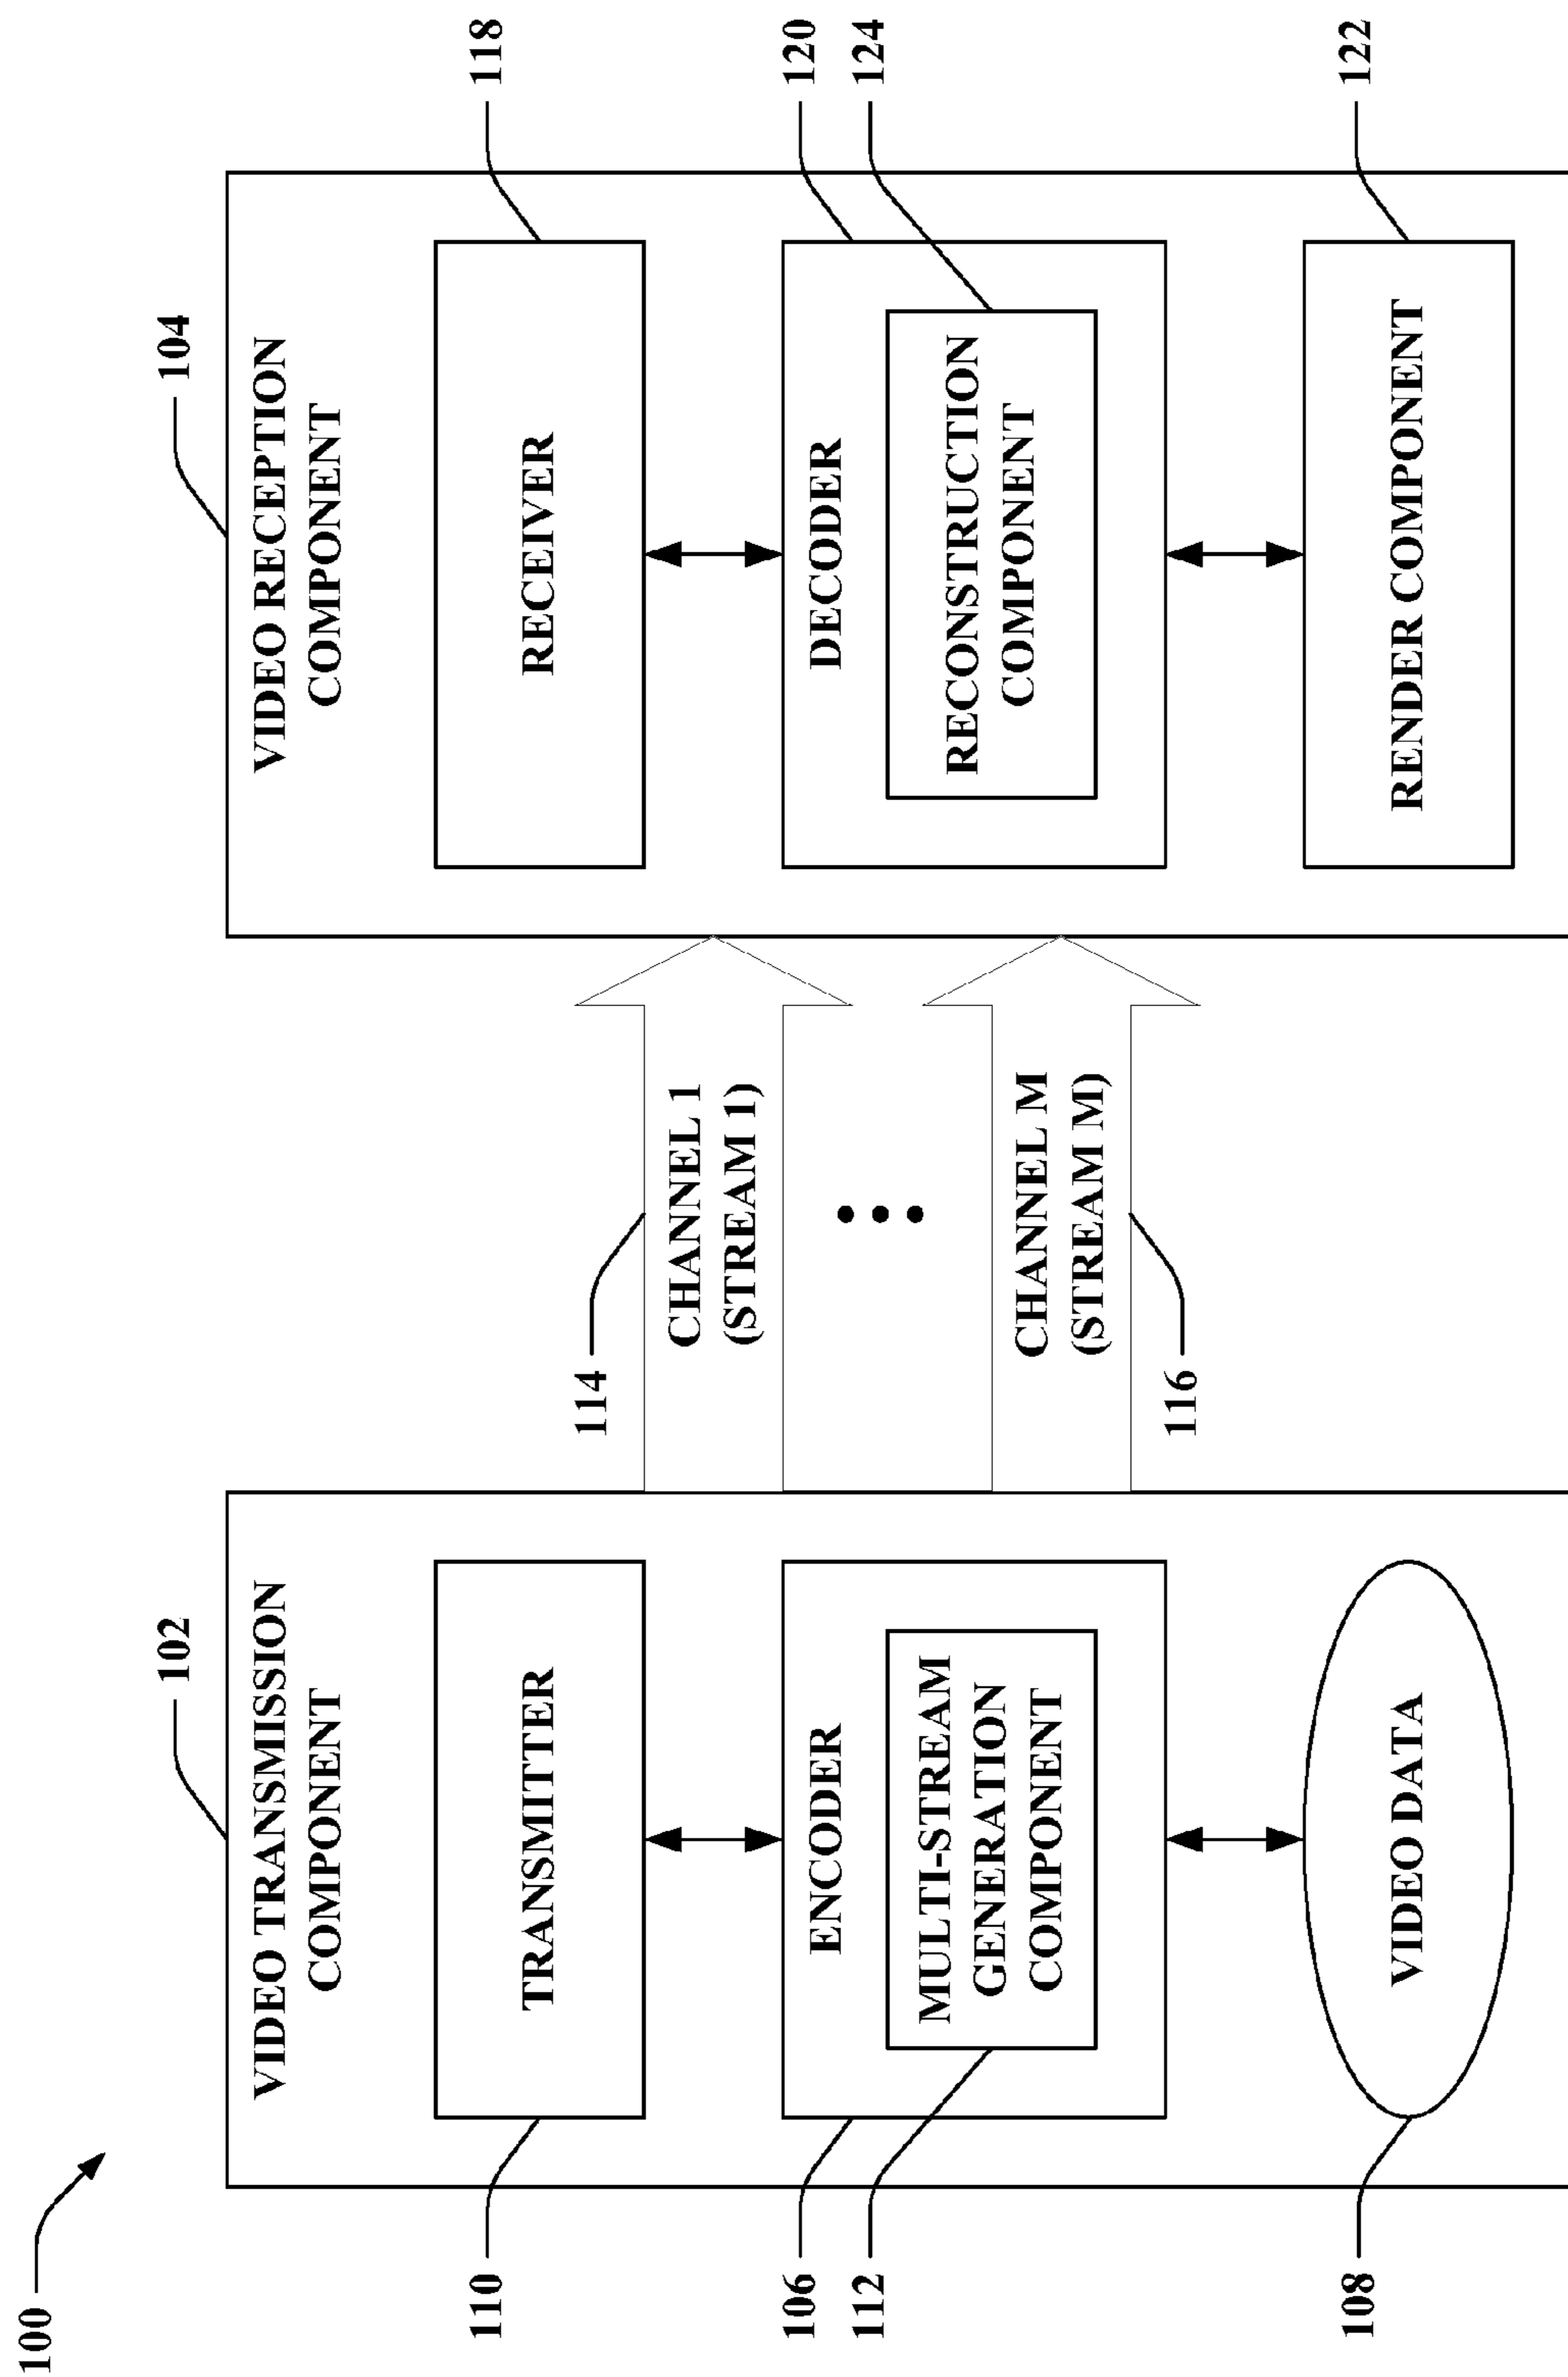 100
102
VIDEO TRANSMISSION
COMPONENT
110
TRANSMITTER
106
ENCODER
112
MULTI-STREAM
GENERATION
COMPONENT
108
VIDEO DATA
114
CHANNEL 1
(STREAM 1)
CHANNEL M
(STREAM M)
116
104
VIDEO RECEPTION
COMPONENT
118
RECEIVER
120
DECODER
124
RECONSTRUCTION
COMPONENT
122
RENDER COMPONENT